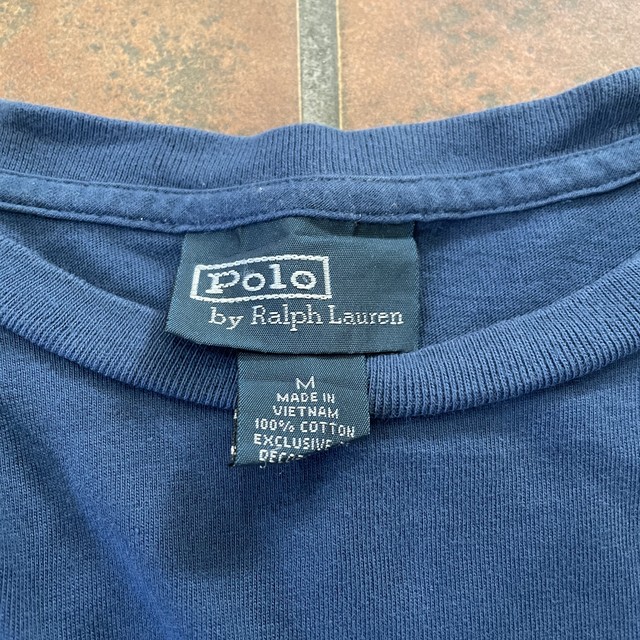 Polo
by Ralph Lauren
M
MADE IN
VIETNAM
100% COTTON
EXCLUSIVE